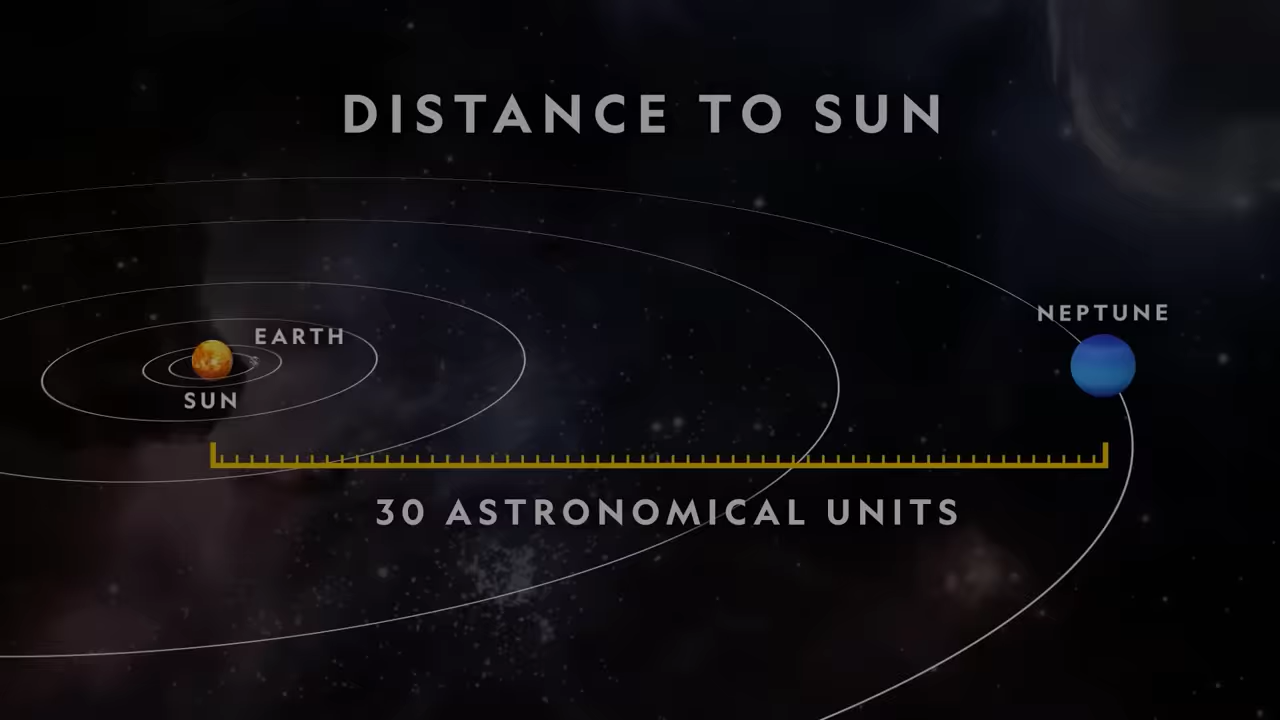 DISTANCE TO SUN
NEPTUNE
EARTH
SUN
30 ASTRONOMICAL UNITS